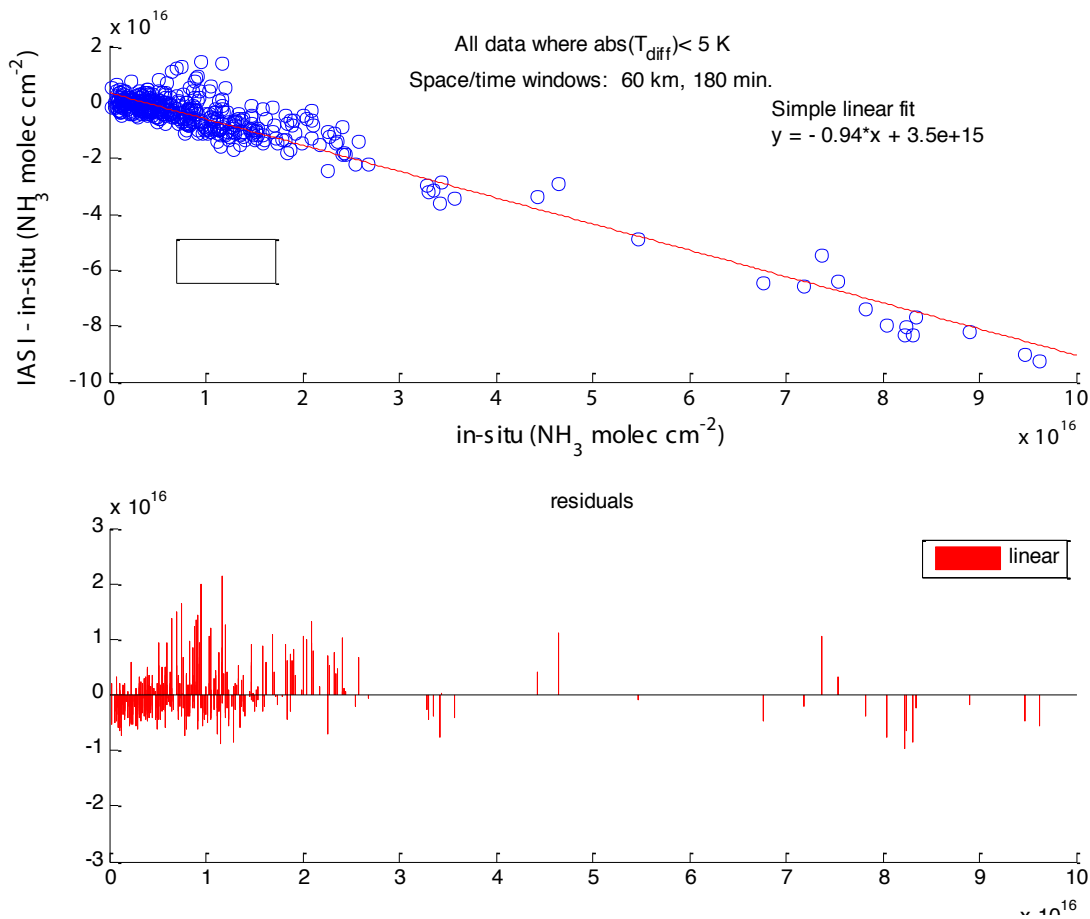 x 10^16
All data where abs(T_diff)< 5 K
Space/time windows: 60 km, 180 min.
Simple linear fit
y = - 0.94*x + 3.5e+15
2
0
-2
-4
-6
-8
-10
IASI - in-situ (NH_3 molec cm^-2)
0 1 2 3 4 5 6 7 8 9 10
in-situ (NH_3 molec cm^-2)
x 10^16
x 10^16
residuals
3
2
1
0
-1
-2
-3
linear
0 1 2 3 4 5 6 7 8 9 10
x 10^16